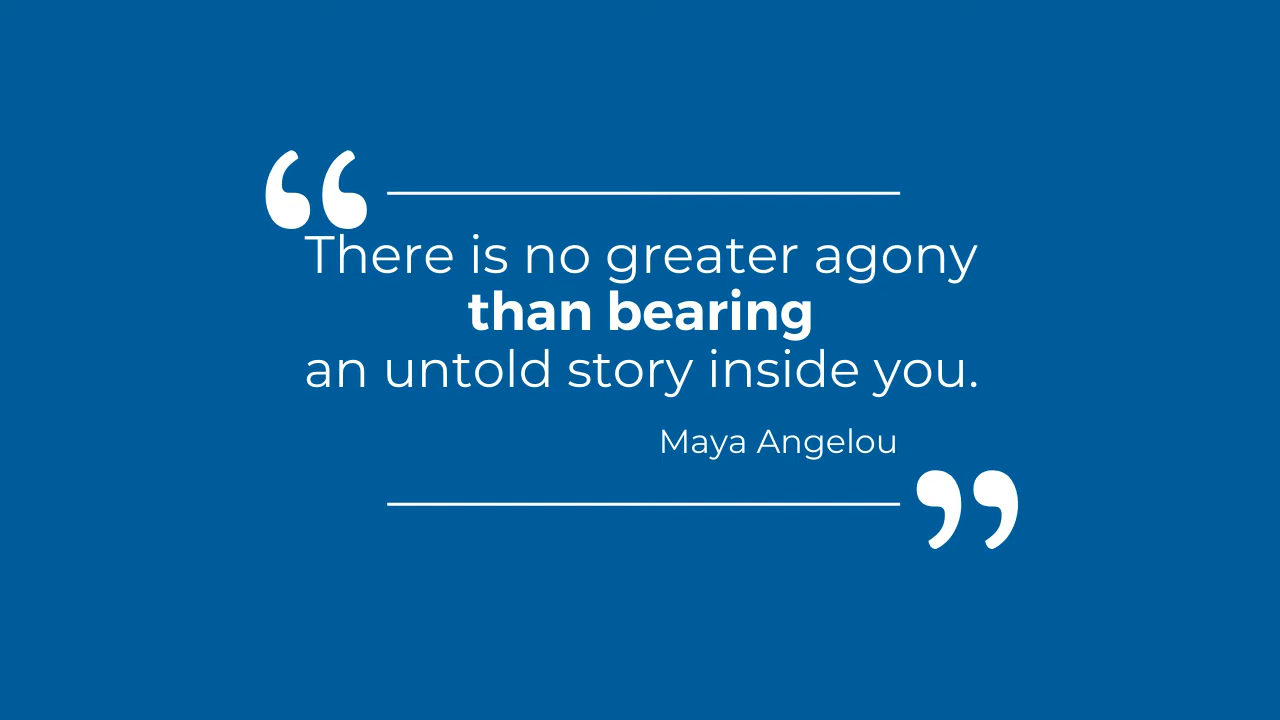 “
There is no greater agony
than bearing
an untold story inside you.
Maya Angelou
”